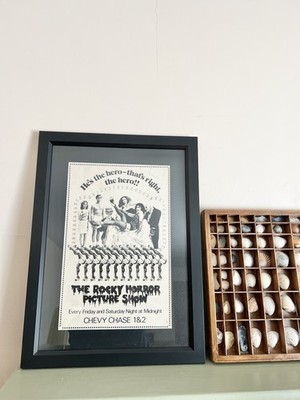 He's the hero—that's right,
the hero!!
THE ROCKY HORROR
PICTURE SHOW
Every Friday and Saturday Night at Midnight
CHEVY CHASE 1&2